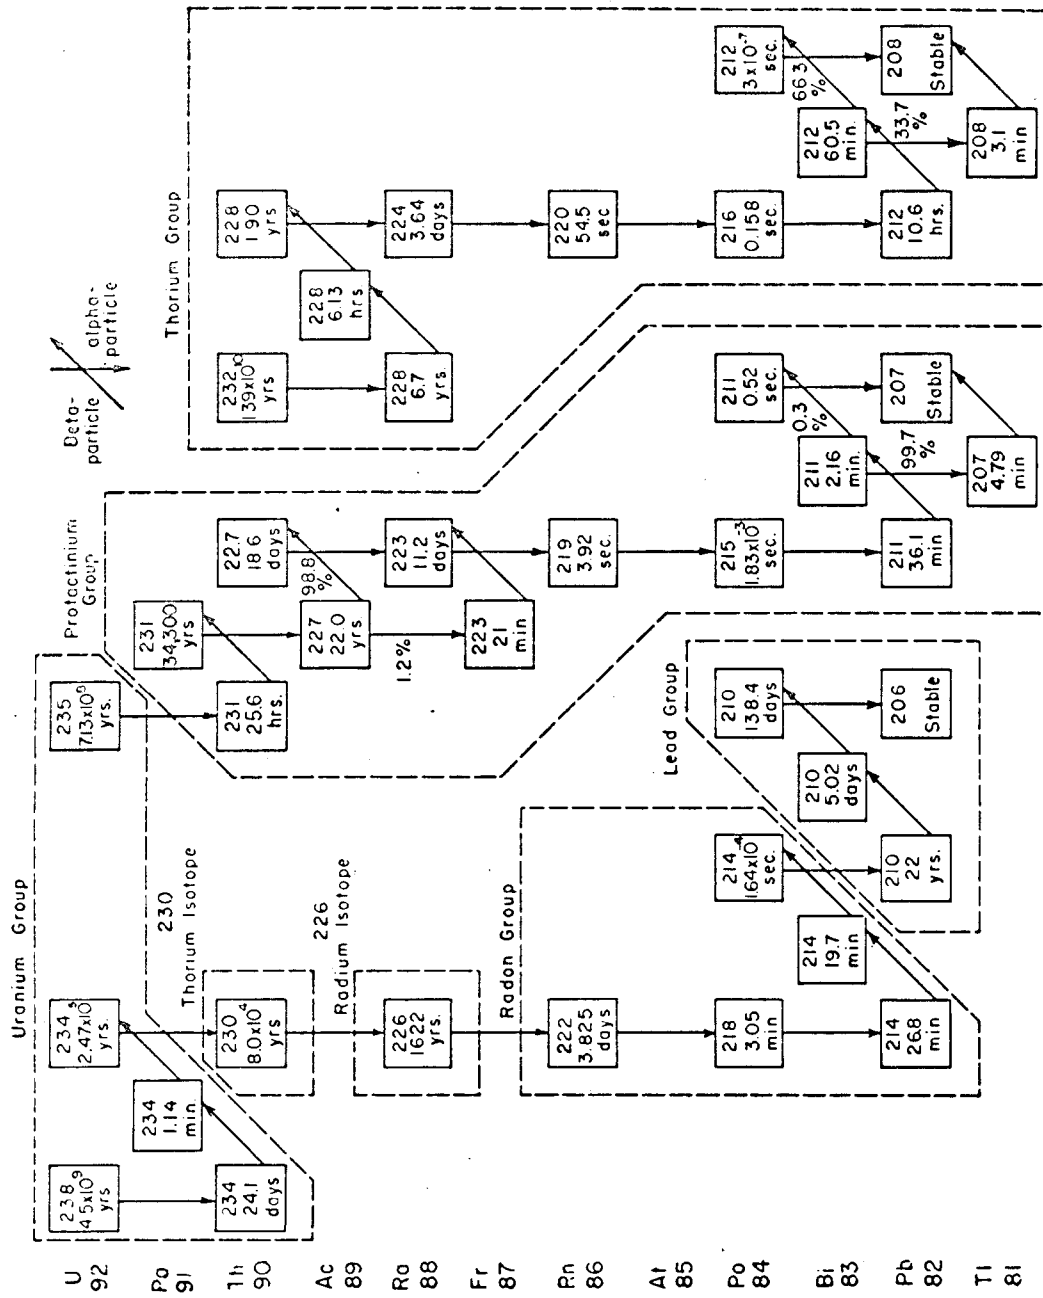 Uranium Group
238
4.5x10⁹
yrs
234
24.1
days
234
1.14
min.
234
2.47x10⁵
yrs.
235
7.13x10⁹
yrs.
230
Thorium Isotope
230
8.0x10⁴
yrs
226
Radium Isotope
226
1622
yrs.
Radon Group
222
3.825
days
218
3.05
min
214
26.8
min
214
19.7
min
214
1.64x10⁻⁴
sec.
Lead Group
210
22
yrs.
210
5.02
days
210
138.4
days
206
Stable
Protactinium
Group
231
25.6
hrs.
231
34,300
yrs
227
22.0
yrs
98.8
%
1.2%
22.7
18.6
days
223
21
min
223
11.2
days
219
3.92
sec.
215
1.83x10⁻³
sec.
211
36.1
min
211
2.16
min.
0.3
%
99.7
%
211
0.52
sec.
207
4.79
min
207
Stable
Beta-
particle
alpha-
particle
Thorium Group
232
1.39x10¹⁰
yrs
228
6.7
yrs.
228
6.13
hrs
228
1.90
yrs
224
3.64
days
220
54.5
sec
216
0.158
sec.
212
10.6
hrs.
212
60.5
min.
66.3
%
33.7
%
212
3x10⁻⁷
sec.
208
3.1
min
208
Stable
U
92
Pa
91
Th
90
Ac
89
Ra
88
Fr
87
Rn
86
At
85
Po
84
Bi
83
Pb
82
Tl
81